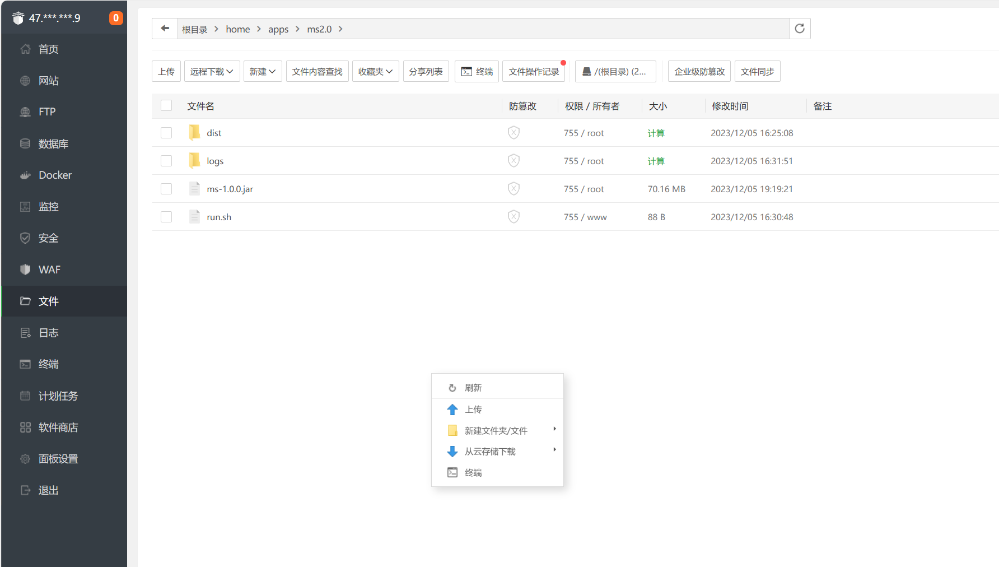 47.***.***.9
0
首页
网站
FTP
数据库
Docker
监控
安全
WAF
文件
日志
终端
计划任务
软件商店
面板设置
退出
根目录 > home > apps > ms2.0 >
上传 远程下载 新建 文件内容查找 收藏夹 分享列表 终端 文件操作记录 /(根目录) (2... 企业级防篡改 文件同步
文件名 防篡改 权限 / 所有者 大小 修改时间 备注
dist 755 / root 计算 2023/12/05 16:25:08
logs 755 / root 计算 2023/12/05 16:31:51
ms-1.0.0.jar 755 / root 70.16 MB 2023/12/05 19:19:21
run.sh 755 / www 88 B 2023/12/05 16:30:48
刷新
上传
新建文件夹/文件
从云存储下载
终端